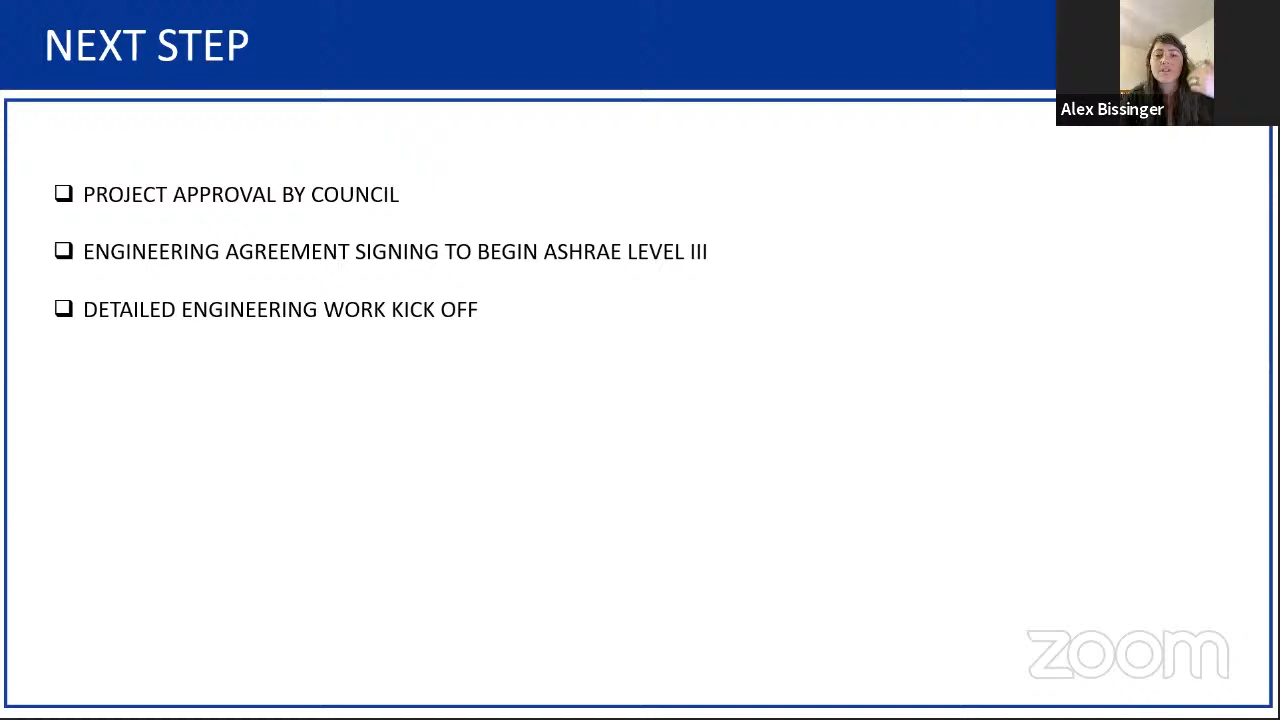 NEXT STEP
Alex Bissinger
PROJECT APPROVAL BY COUNCIL
ENGINEERING AGREEMENT SIGNING TO BEGIN ASHRAE LEVEL III
DETAILED ENGINEERING WORK KICK OFF
zoom